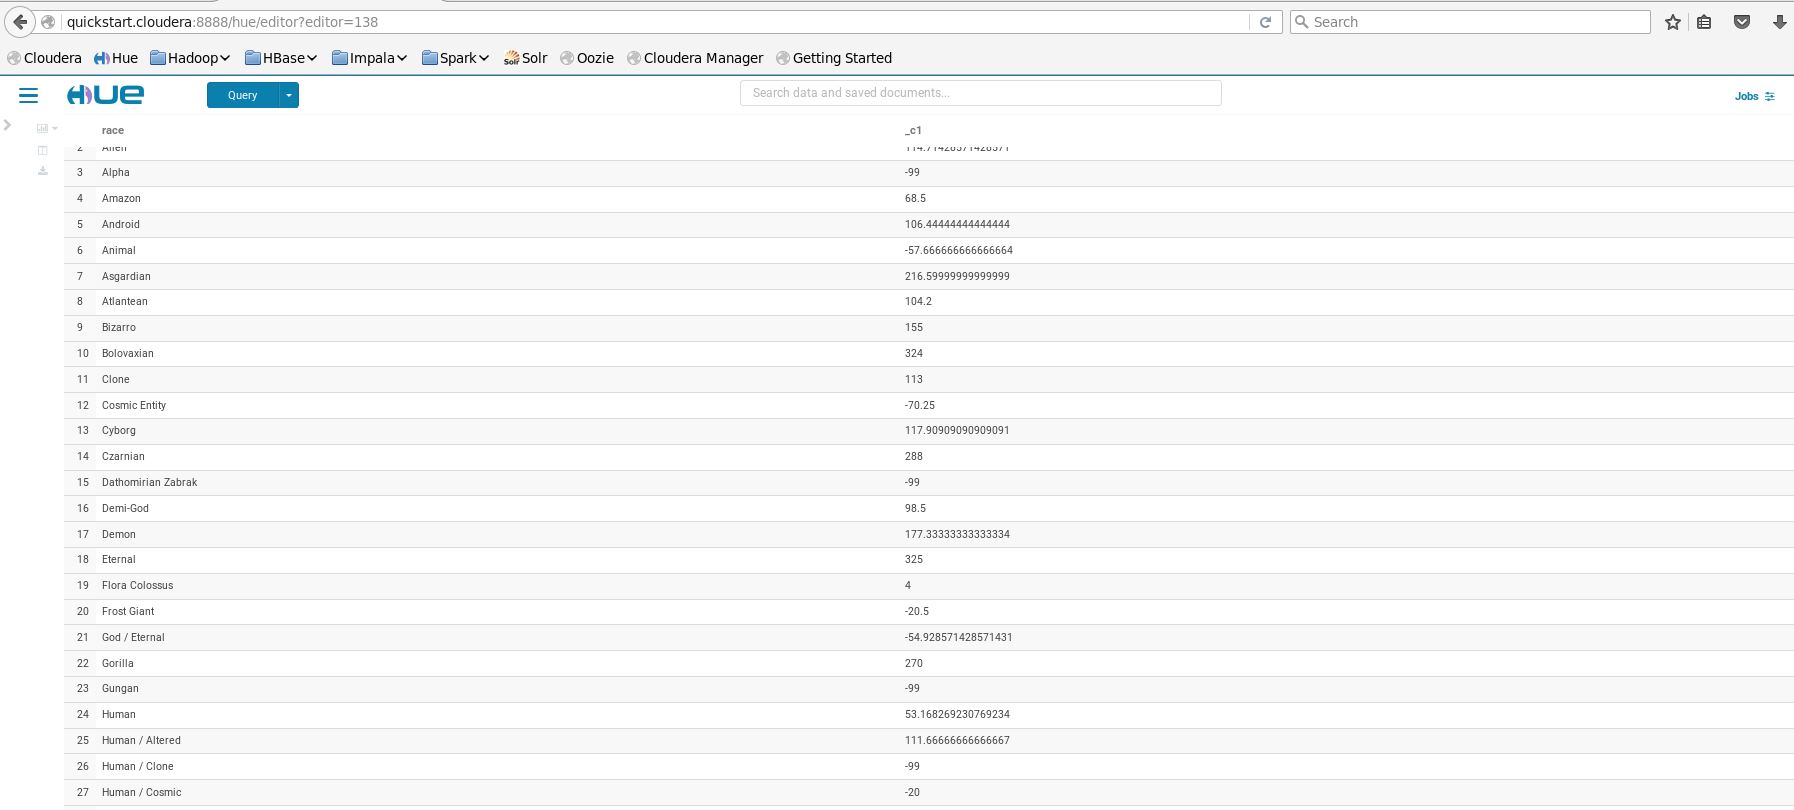 quickstart.cloudera:8888/hue/editor?editor=138 Search
Cloudera Hue Hadoop HBase Impala Spark Solr Oozie Cloudera Manager Getting Started
HUE Query Search data and saved documents... Jobs
race _c1
2 Alien 114.71428571428571
3 Alpha -99
4 Amazon 68.5
5 Android 106.44444444444444
6 Animal -57.666666666666664
7 Asgardian 216.59999999999999
8 Atlantean 104.2
9 Bizarro 155
10 Bolovaxian 324
11 Clone 113
12 Cosmic Entity -70.25
13 Cyborg 117.90909090909091
14 Czarnian 288
15 Dathomirian Zabrak -99
16 Demi-God 98.5
17 Demon 177.33333333333334
18 Eternal 325
19 Flora Colossus 4
20 Frost Giant -20.5
21 God / Eternal -54.928571428571431
22 Gorilla 270
23 Gungan -99
24 Human 53.168269230769234
25 Human / Altered 111.66666666666667
26 Human / Clone -99
27 Human / Cosmic -20